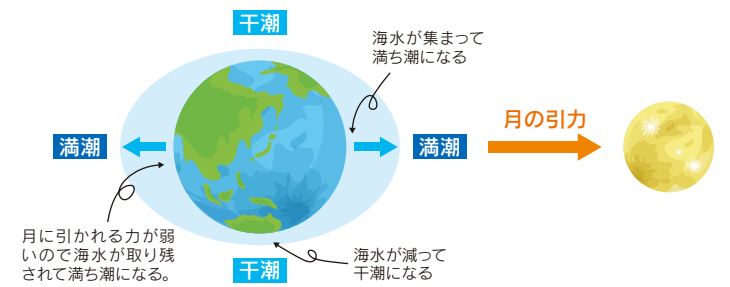 干潮
海水が集まって
満ち潮になる
満潮
満潮
月の引力
月に引かれる力が弱
いので海水が取り残
されて満ち潮になる。
干潮
海水が減って
干潮になる